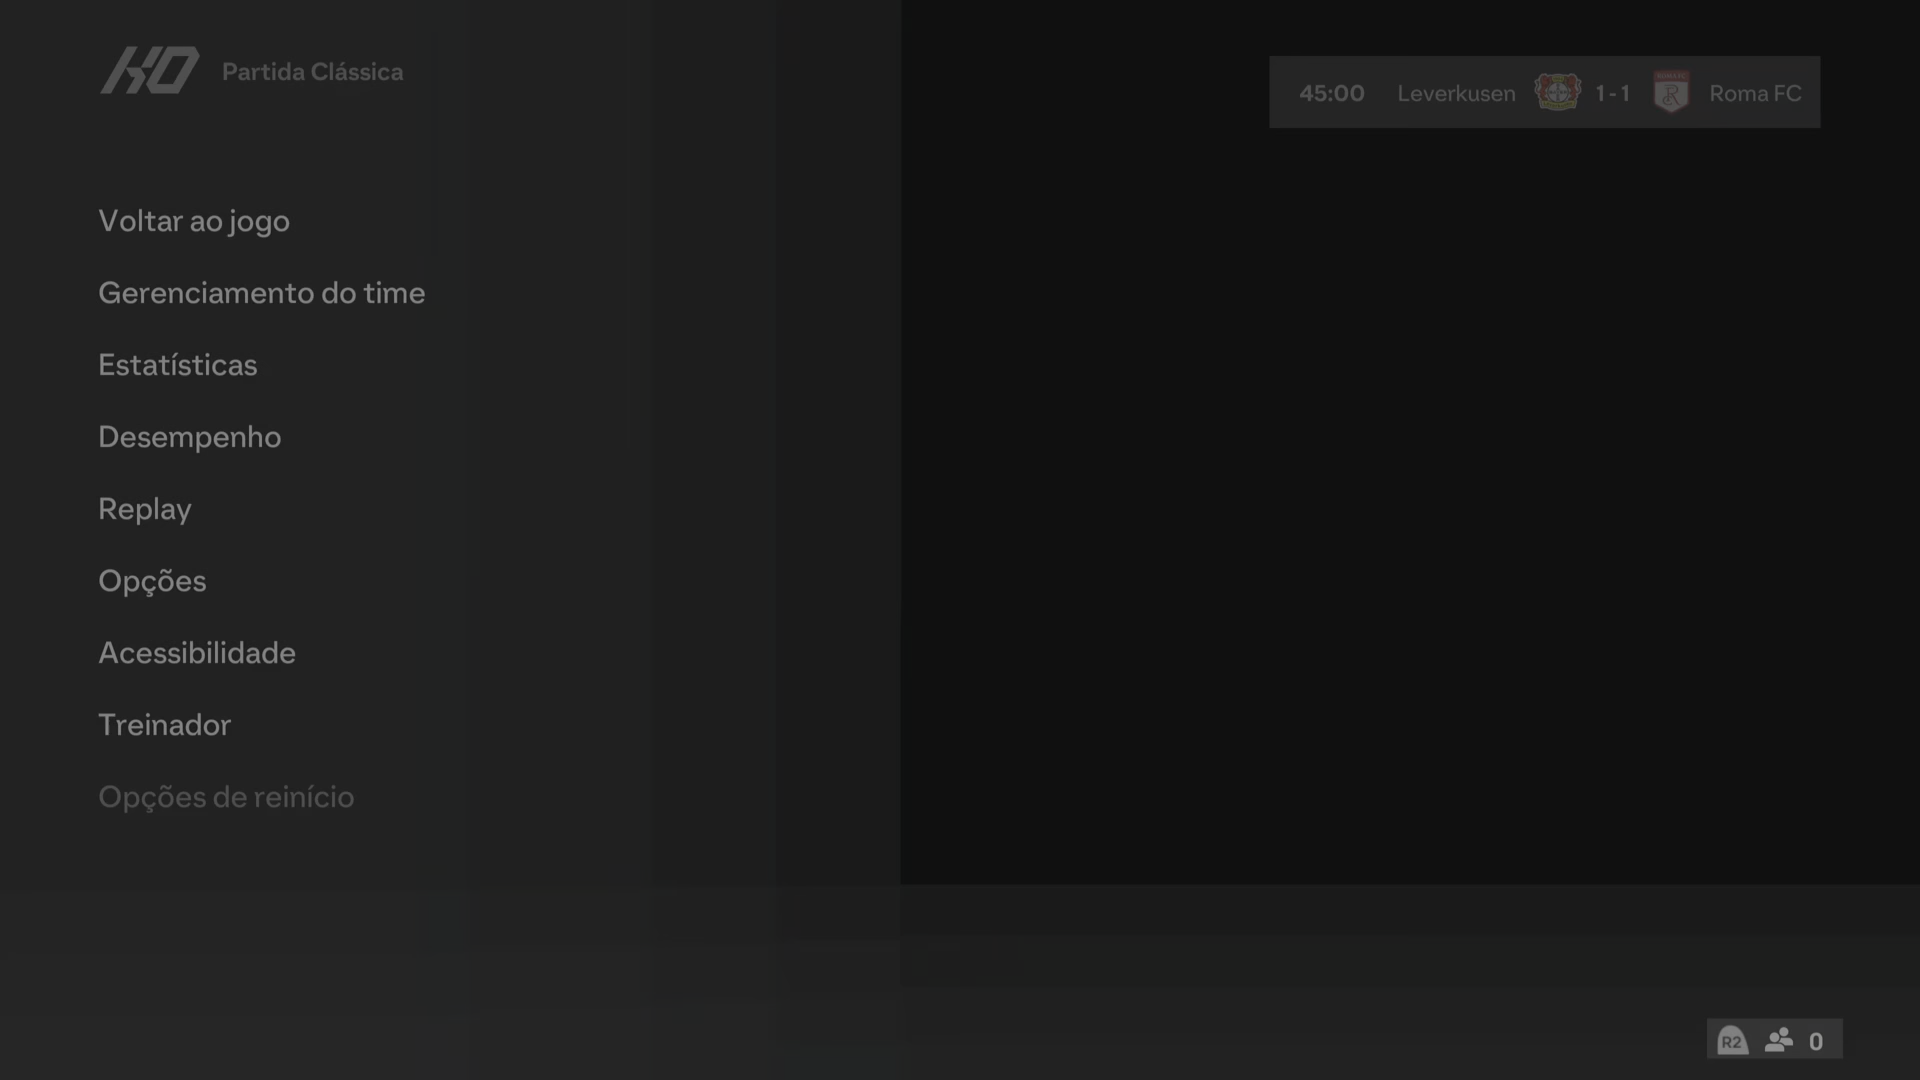 KO Partida Clássica
45:00 Leverkusen 1-1 Roma FC
Voltar ao jogo
Gerenciamento do time
Estatísticas
Desempenho
Replay
Opções
Acessibilidade
Treinador
Opções de reinício
R2 0